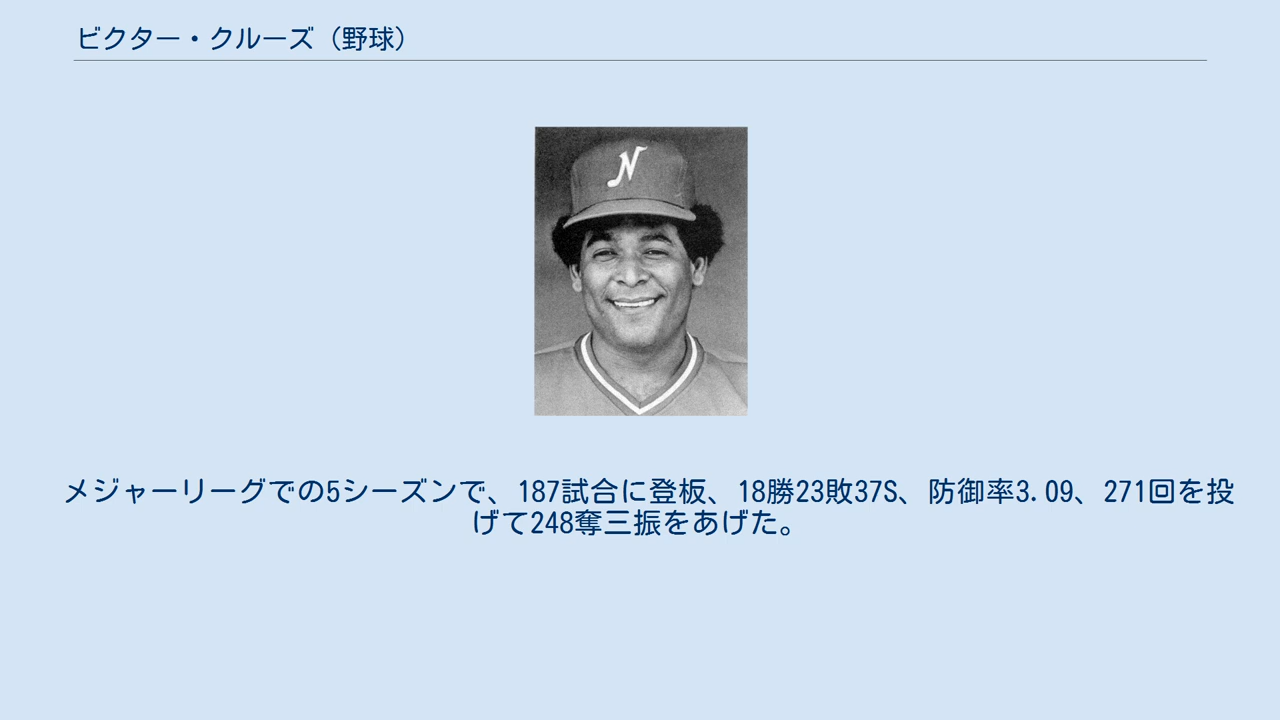 ビクター・クルーズ（野球）
N
メジャーリーグでの5シーズンで、187試合に登板、18勝23敗37S、防御率3.09、271回を投
げて248奪三振をあげた。